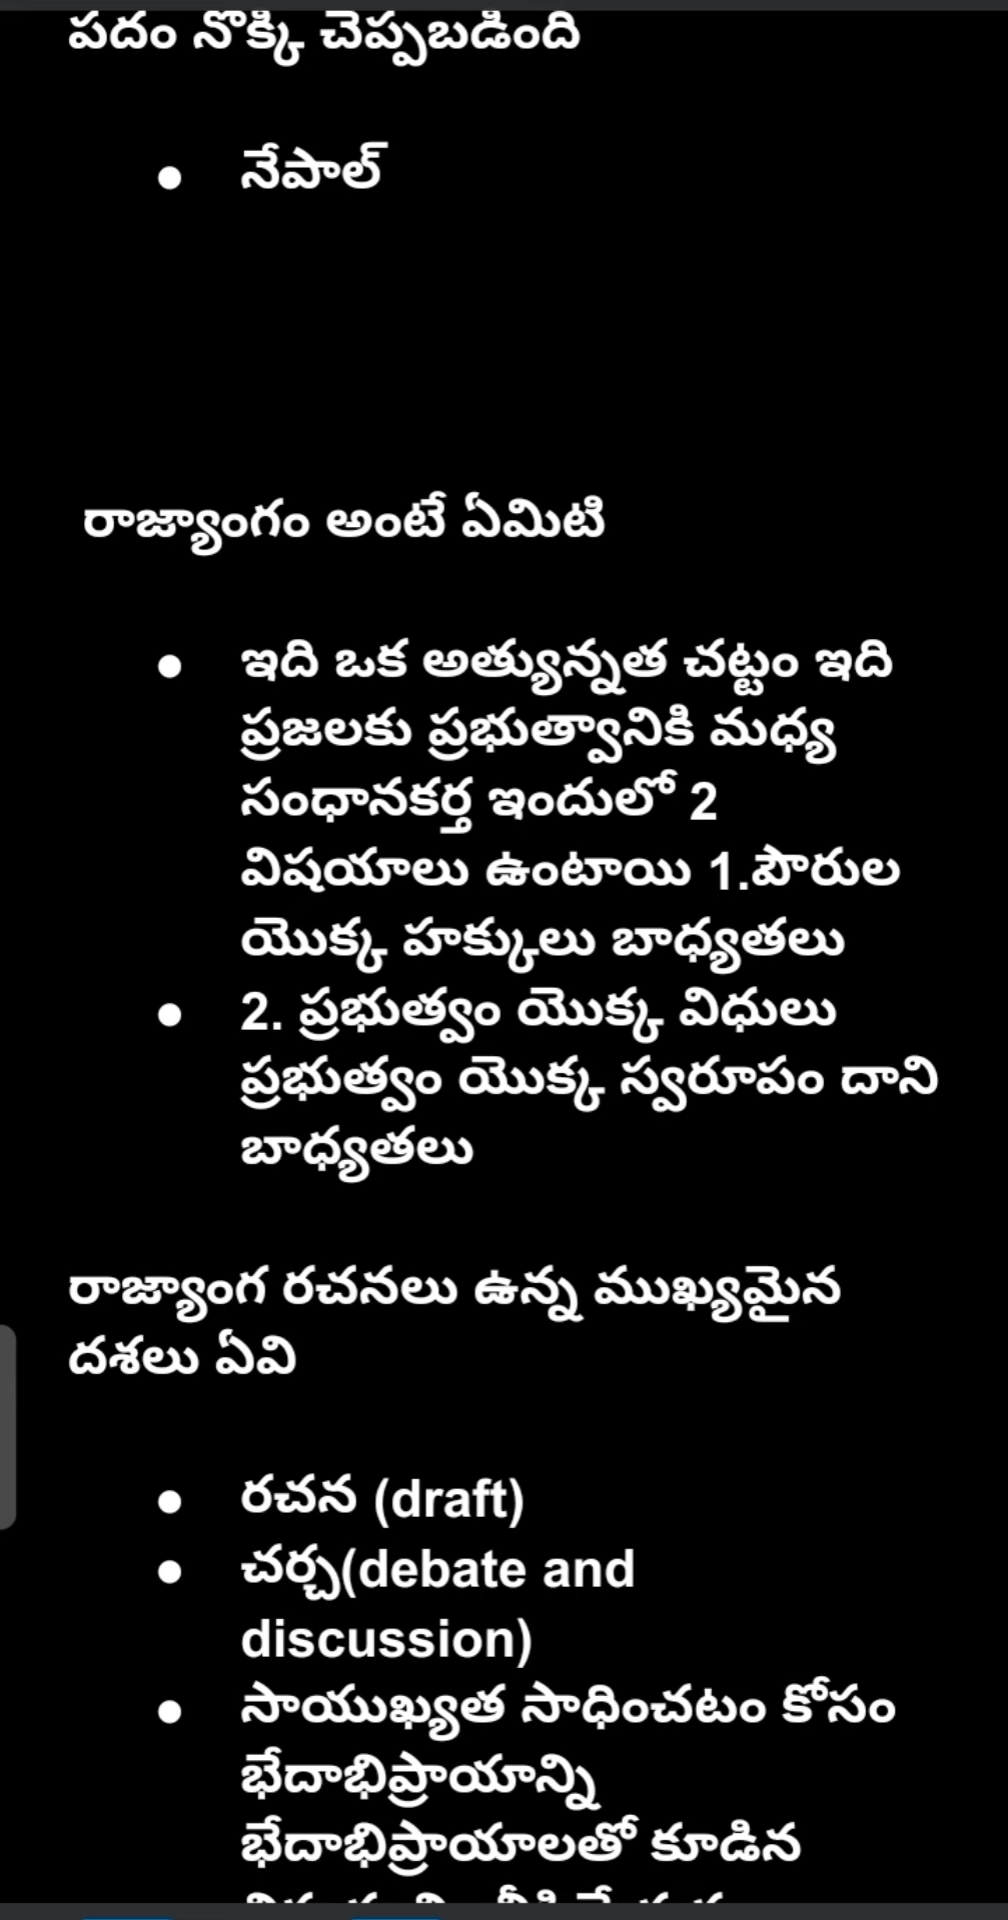 పదం నొక్కి చెప్పబడింది
• నేపాల్
రాజ్యాంగం అంటే ఏమిటి
• ఇది ఒక అత్యున్నత చట్టం ఇది
ప్రజలకు ప్రభుత్వానికి మధ్య
సంధానకర్త ఇందులో 2
విషయాలు ఉంటాయి 1.పౌరుల
యొక్క హక్కులు బాధ్యతలు
• 2. ప్రభుత్వం యొక్క విధులు
ప్రభుత్వం యొక్క స్వరూపం దాని
బాధ్యతలు
రాజ్యాంగ రచనలు ఉన్న ముఖ్యమైన
దశలు ఏవి
• రచన (draft)
• చర్చ(debate and
discussion)
• సాయుఖ్యత సాధించటం కోసం
భేదాభిప్రాయాన్ని
భేదాభిప్రాయాలతో కూడిన